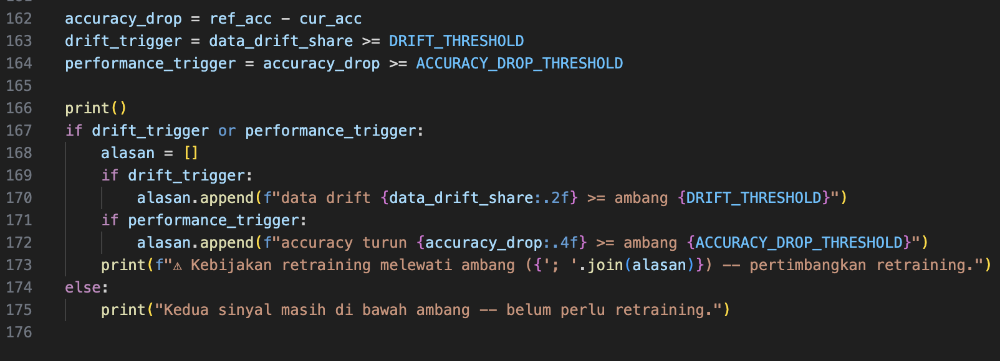 162 accuracy_drop = ref_acc - cur_acc
163 drift_trigger = data_drift_share >= DRIFT_THRESHOLD
164 performance_trigger = accuracy_drop >= ACCURACY_DROP_THRESHOLD
165
166 print()
167 if drift_trigger or performance_trigger:
168     alasan = []
169     if drift_trigger:
170         alasan.append(f"data drift {data_drift_share:.2f} >= ambang {DRIFT_THRESHOLD}")
171     if performance_trigger:
172         alasan.append(f"accuracy turun {accuracy_drop:.4f} >= ambang {ACCURACY_DROP_THRESHOLD}")
173     print(f"⚠ Kebijakan retraining melewati ambang ({'; '.join(alasan)}) -- pertimbangkan retraining.")
174 else:
175     print("Kedua sinyal masih di bawah ambang -- belum perlu retraining.")
176